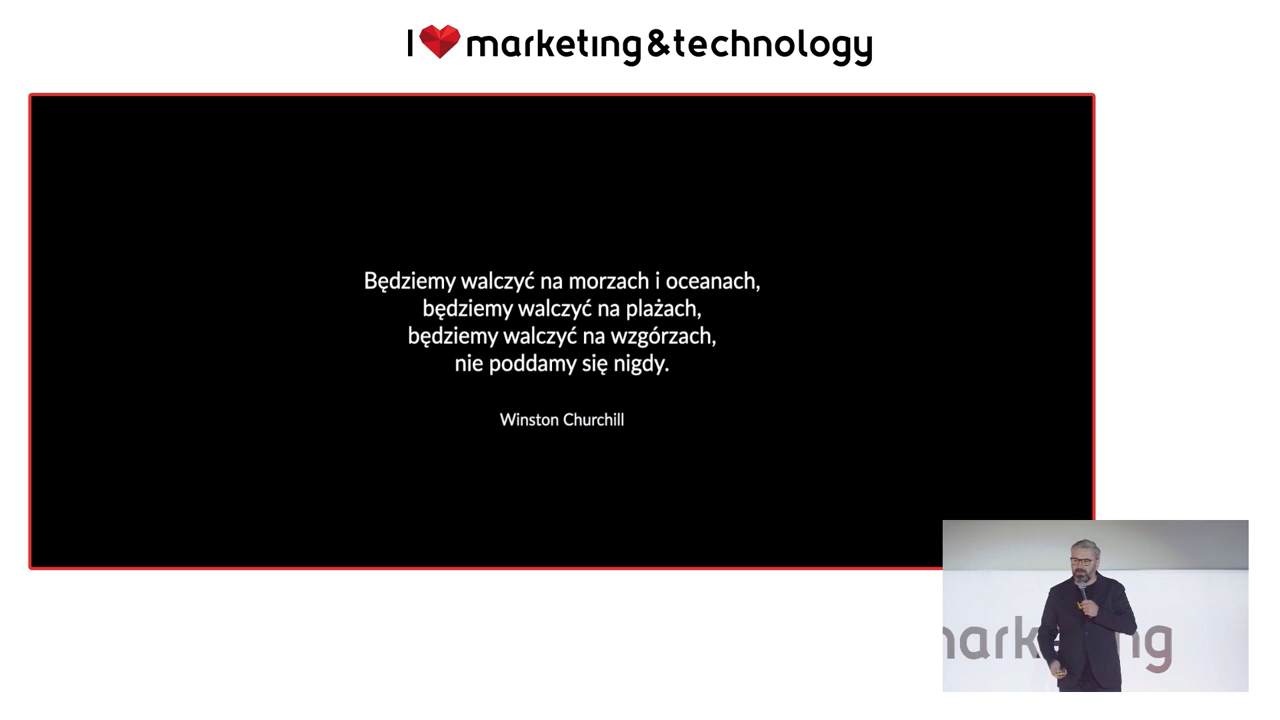 I marketing&technology
Będziemy walczyć na morzach i oceanach,
będziemy walczyć na plażach,
będziemy walczyć na wzgórzach,
nie poddamy się nigdy.
Winston Churchill